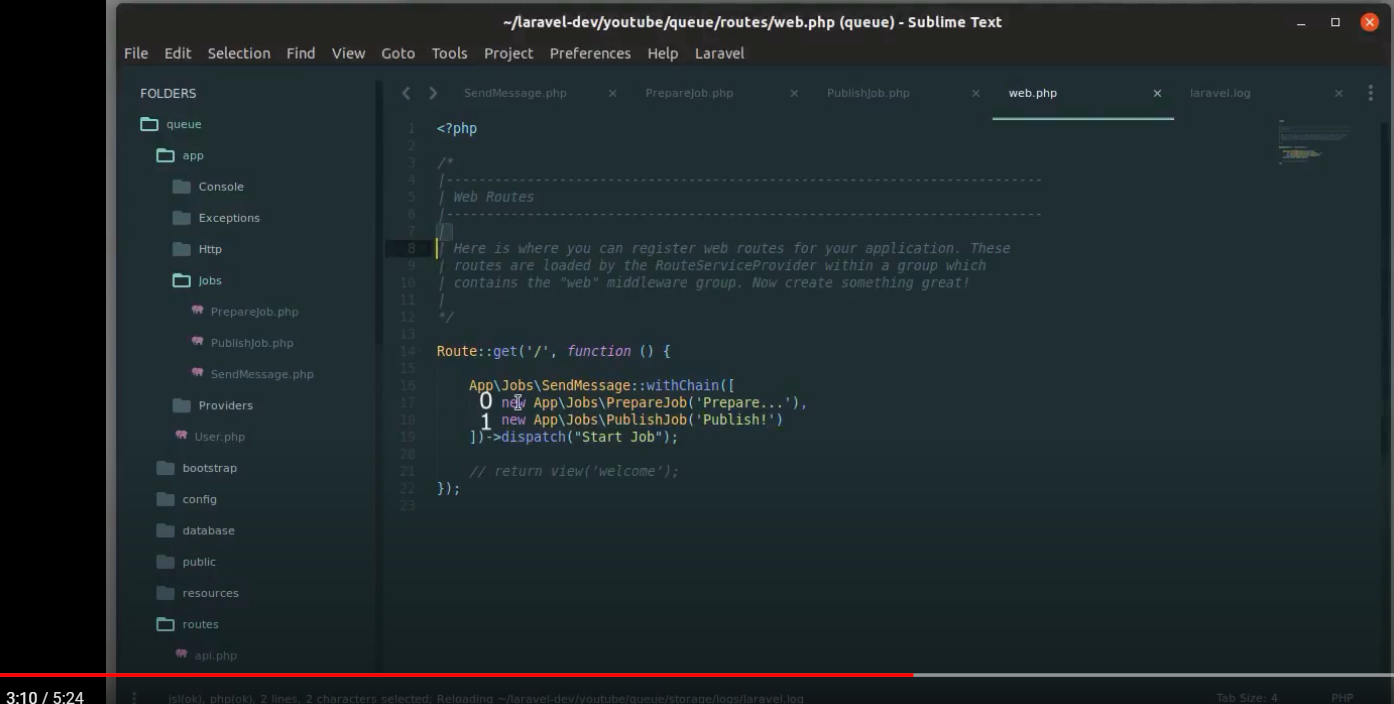 ~/laravel-dev/youtube/queue/routes/web.php (queue) - Sublime Text
File Edit Selection Find View Goto Tools Project Preferences Help Laravel
FOLDERS
queue
app
Console
Exceptions
Http
Jobs
PrepareJob.php
PublishJob.php
SendMessage.php
Providers
User.php
bootstrap
config
database
public
resources
routes
api.php
SendMessage.php PrepareJob.php PublishJob.php web.php laravel.log
1 <?php
2
3 /*
4 |--------------------------------------------------------------------------
5 | Web Routes
6 |--------------------------------------------------------------------------
7 |
8 | Here is where you can register web routes for your application. These
9 | routes are loaded by the RouteServiceProvider within a group which
10 | contains the "web" middleware group. Now create something great!
11 |
12 */
13
14 Route::get('/', function () {
15
16 App\Jobs\SendMessage::withChain([
17 0 new App\Jobs\PrepareJob('Prepare...'),
18 1 new App\Jobs\PublishJob('Publish!')
19 ])->dispatch("Start Job");
20
21 // return view('welcome');
22 });
23
jsl(ok), php(ok), 2 lines, 2 characters selected; Reloading ~/laravel-dev/youtube/queue/storage/logs/laravel.log Tab Size: 4 PHP
3:10 / 5:24